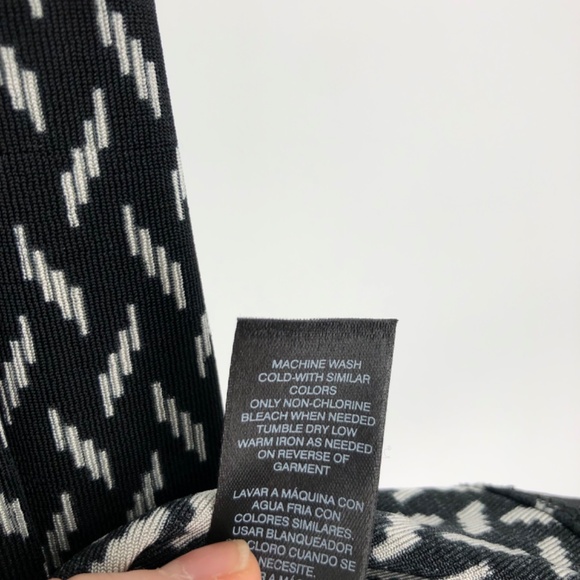 MACHINE WASH
COLD-WITH SIMILAR
COLORS
ONLY NON-CHLORINE
BLEACH WHEN NEEDED
TUMBLE DRY LOW
WARM IRON AS NEEDED
ON REVERSE OF
GARMENT
LAVAR A MÁQUINA CON
AGUA FRIA CON
COLORES SIMILARES,
USAR BLANQUEADOR
CLORO CUANDO SE
NECESITE.
A MÁ